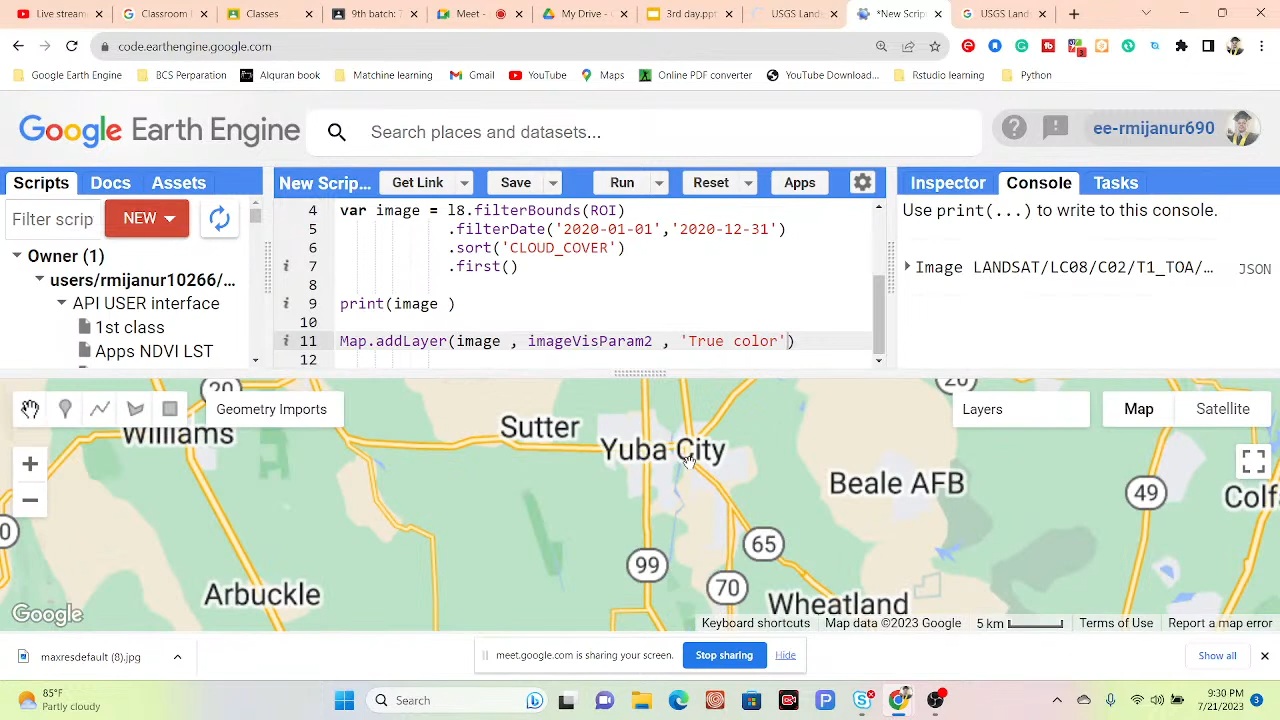 Live stream
Classroom
Classes
9th batch
Meet -
My Drive -
3rd day.ppt
USGS Lands
*New Scrip
USGS Land
code.earthengine.google.com
Google Earth Engine
BCS Perparation
Alquran book
Matchine learning
Gmail
YouTube
Maps
Online PDF converter
YouTube Download...
Rstudio learning
Python
Google Earth Engine
Search places and datasets...
ee-rmijanur690
Scripts Docs Assets
New Scrip...
Get Link
Save
Run
Reset
Apps
Inspector Console Tasks
Filter scrip
NEW
Owner (1)
users/rmijanur10266/...
API USER interface
1st class
Apps NDVI LST
4 var image = l8.filterBounds(ROI)
5 .filterDate('2020-01-01','2020-12-31')
6 .sort('CLOUD_COVER')
i 7 .first()
8
i 9 print(image )
10
i 11 Map.addLayer(image , imageVisParam2 , 'True color')
12
Use print(...) to write to this console.
Image LANDSAT/LC08/C02/T1_TOA/... JSON
Geometry Imports
Layers
Map Satellite
20
20
Williams
Sutter
Yuba City
Beale AFB
49
Colf
0
65
99
70
Arbuckle
Wheatland
Google
Keyboard shortcuts
Map data ©2023 Google
5 km
Terms of Use
Report a map error
maxresdefault (8).jpg
meet.google.com is sharing your screen.
Stop sharing
Hide
Show all
85°F
Partly cloudy
Search
9:30 PM
7/21/2023
3